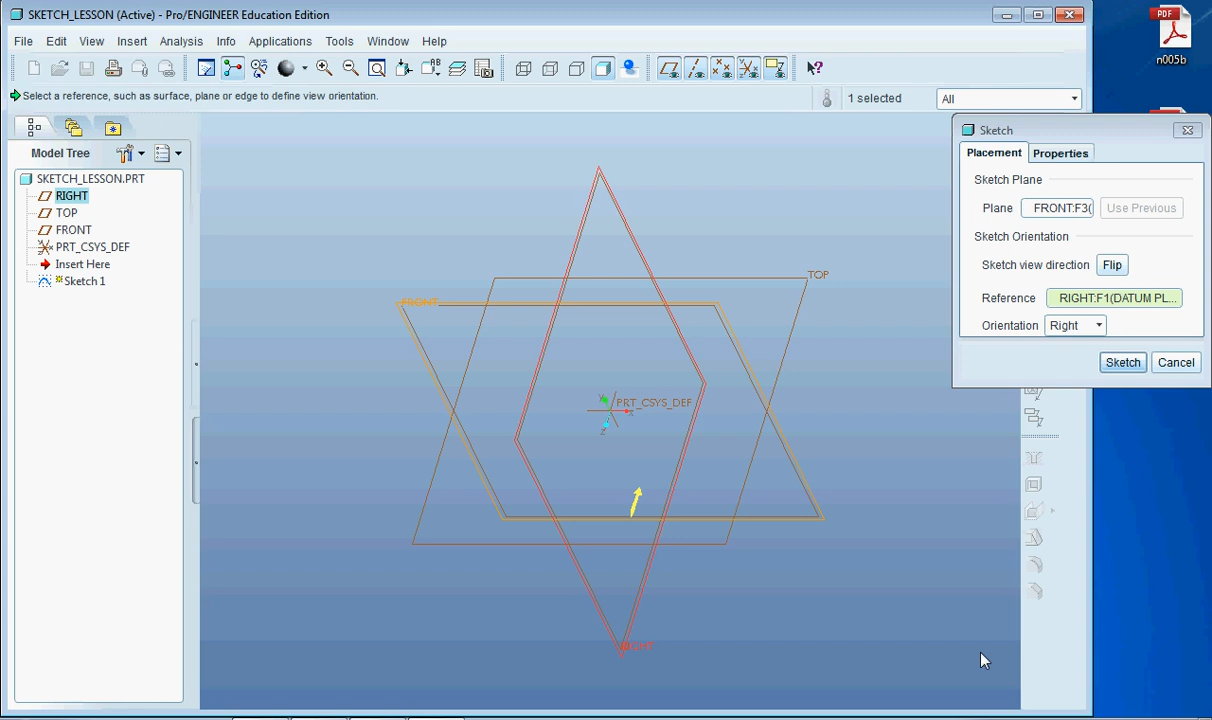 SKETCH_LESSON (Active) - Pro/ENGINEER Education Edition
File Edit View Insert Analysis Info Applications Tools Window Help
Select a reference, such as surface, plane or edge to define view orientation.
1 selected
All
Model Tree
SKETCH_LESSON.PRT
RIGHT
TOP
FRONT
PRT_CSYS_DEF
Insert Here
Sketch 1
TOP
FRONT
PRT_CSYS_DEF
Y
X
Z
RIGHT
Sketch
Placement Properties
Sketch Plane
Plane FRONT:F3( Use Previous
Sketch Orientation
Sketch view direction Flip
Reference RIGHT:F1(DATUM PL...
Orientation Right
Sketch Cancel
PDF
n005b